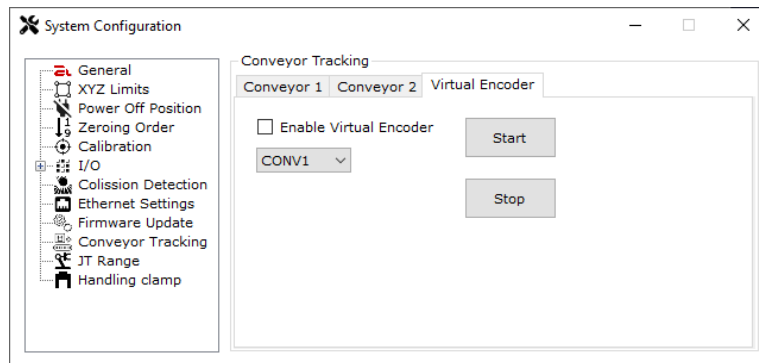 System Configuration
General
XYZ Limits
Power Off Position
Zeroing Order
Calibration
I/O
Colission Detection
Ethernet Settings
Firmware Update
Conveyor Tracking
JT Range
Handling clamp
Conveyor Tracking
Conveyor 1 Conveyor 2 Virtual Encoder
Enable Virtual Encoder
Start
CONV1
Stop